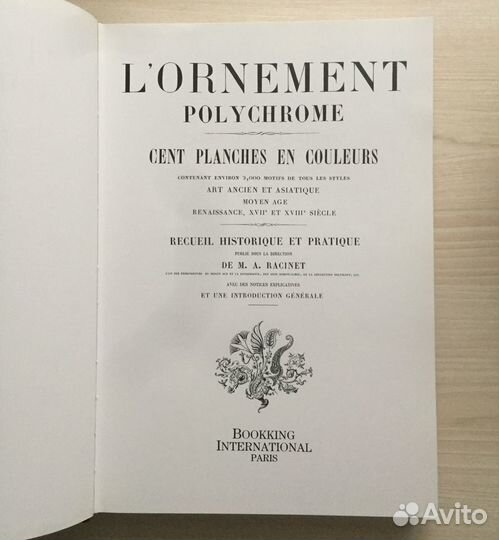 L'ORNEMENT
POLYCHROME
CENT PLANCHES EN COULEURS
CONTENANT ENVIRON 2,000 MOTIFS DE TOUS LES STYLES
ART ANCIEN ET ASIATIQUE
MOYEN AGE
RENAISSANCE, XVIIe ET XVIIIe SIÈCLE
RECUEIL HISTORIQUE ET PRATIQUE
PUBLIÉ SOUS LA DIRECTION
DE M. A. RACINET
AVEC DES NOTICES EXPLICATIVES
ET UNE INTRODUCTION GÉNÉRALE
BOOKKING
INTERNATIONAL
PARIS
Avito